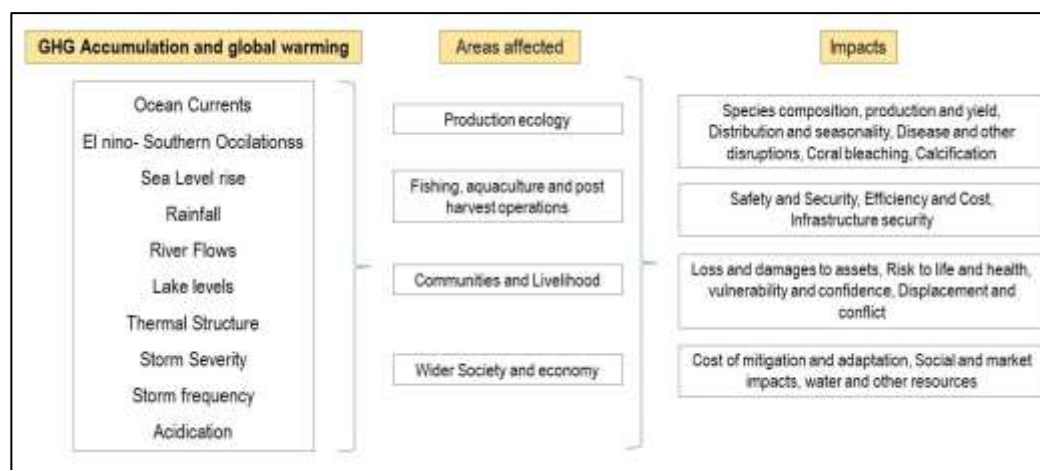 GHG Accumulation and global warming
Ocean Currents
El nino- Southern Occilationss
Sea Level rise
Rainfall
River Flows
Lake levels
Thermal Structure
Storm Severity
Storm frequency
Acidication
Areas affected
Production ecology
Fishing, aquaculture and post
harvest operations
Communities and Livelihood
Wider Society and economy
Impacts
Species composition, production and yield,
Distribution and seasonality, Disease and other
disruptions, Coral bleaching, Calcification
Safety and Security, Efficiency and Cost,
Infrastructure security
Loss and damages to assets, Risk to life and health,
vulnerability and confidence, Displacement and
conflict
Cost of mitigation and adaptation, Social and market
impacts, water and other resources